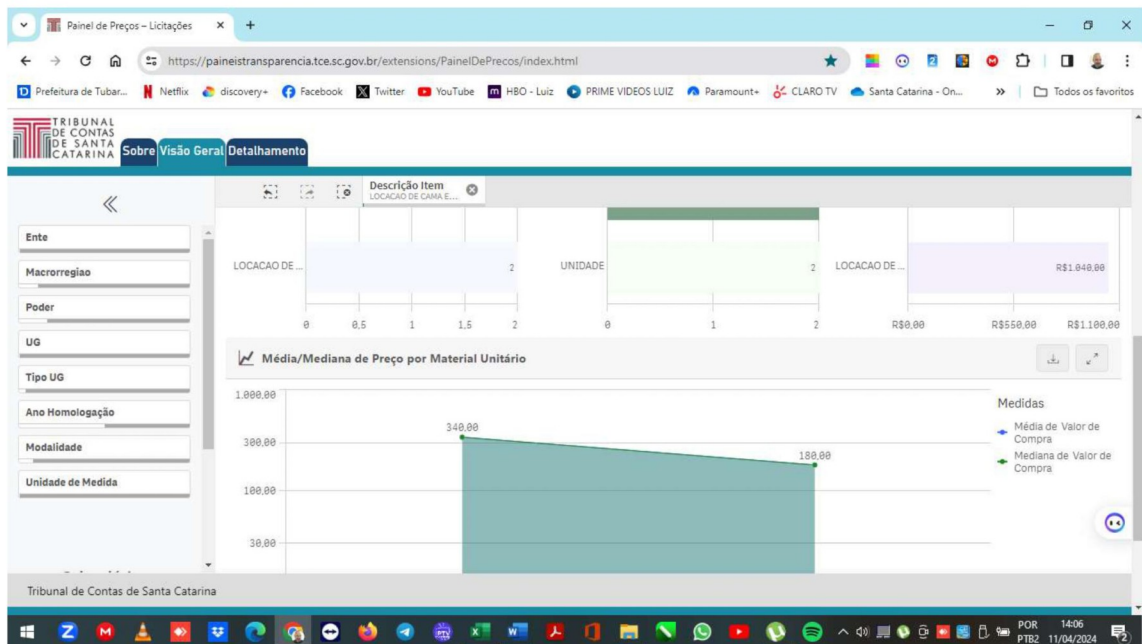 Painel de Preços – Licitações
https://paineistransparencia.tce.sc.gov.br/extensions/PainelDePrecos/index.html
Prefeitura de Tubar... Netflix discovery+ Facebook Twitter YouTube HBO - Luiz PRIME VIDEOS LUIZ Paramount+ CLARO TV Santa Catarina - On... » Todos os favoritos
TRIBUNAL
DE CONTAS
DE SANTA
CATARINA
Sobre Visão Geral Detalhamento
Descrição Item
LOCACAO DE CAMA E...
Ente
Macrorregiao
Poder
UG
Tipo UG
Ano Homologação
Modalidade
Unidade de Medida
LOCACAO DE ... 2 UNIDADE 2 LOCACAO DE ... R$1.040,00
0 0,5 1 1,5 2 0 1 2 R$0,00 R$550,00 R$1.100,00
Média/Mediana de Preço por Material Unitário
1.000,00
300,00
100,00
30,00
340,00
180,00
Medidas
Média de Valor de
Compra
Mediana de Valor de
Compra
Tribunal de Contas de Santa Catarina
POR 14:06
PTB2 11/04/2024